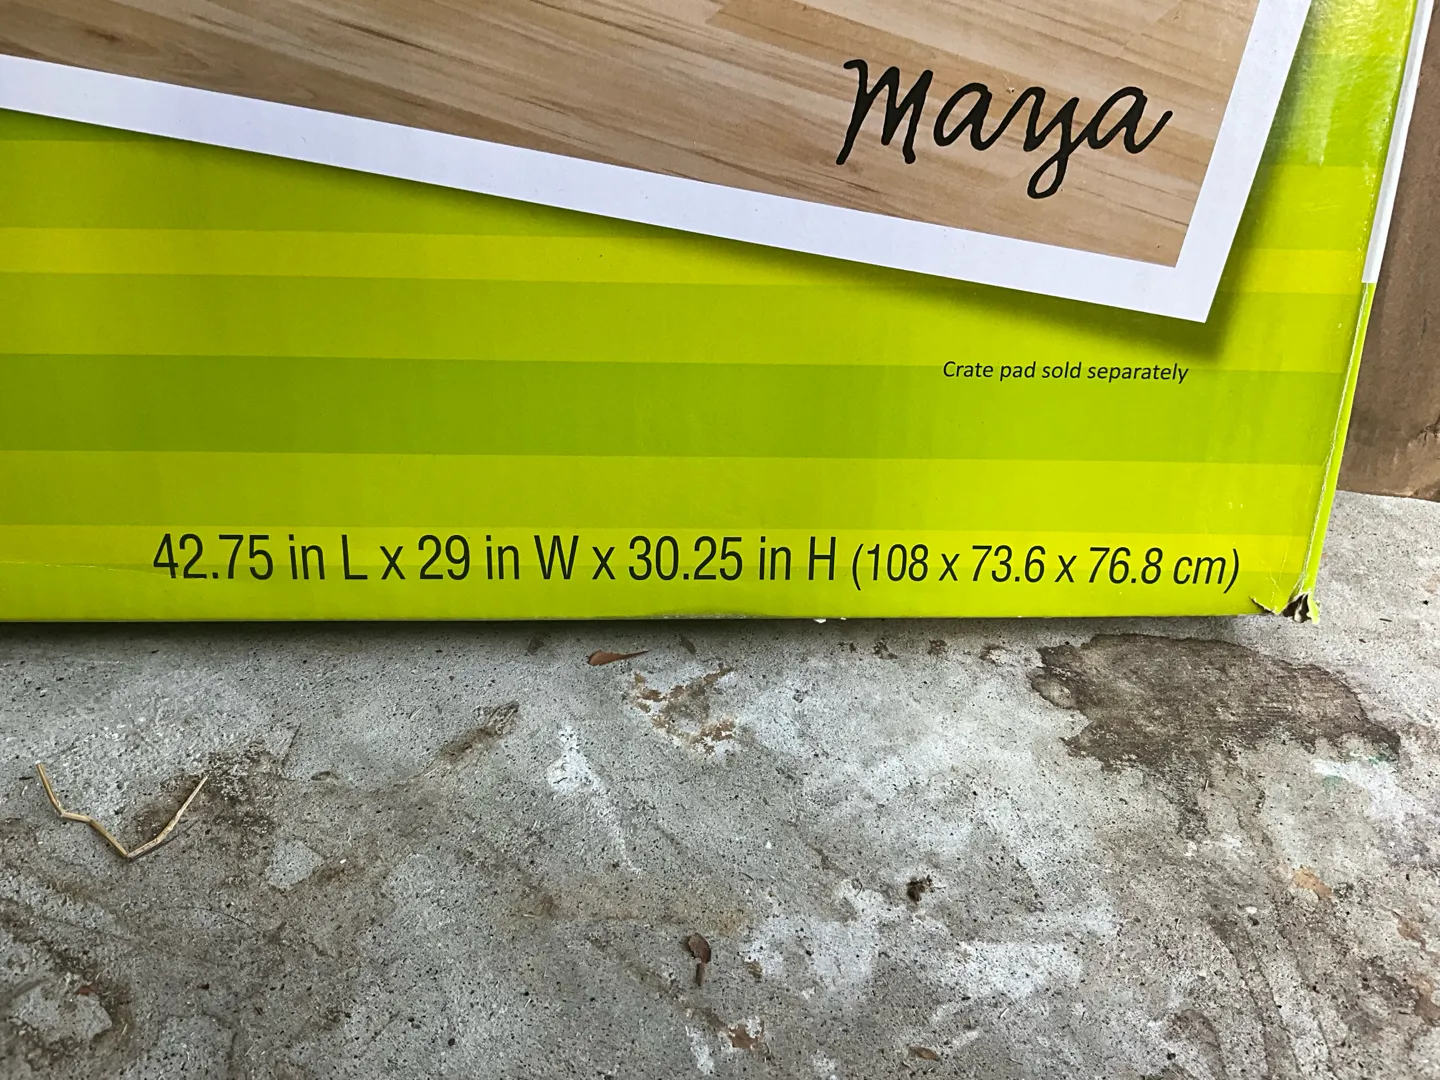 Maya
Crate pad sold separately
42.75 in L x 29 in W x 30.25 in H (108 x 73.6 x 76.8 cm)